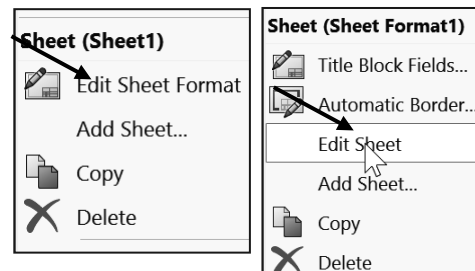 Sheet (Sheet1)
Edit Sheet Format
Add Sheet...
Copy
Delete
Sheet (Sheet Format1)
Title Block Fields...
Automatic Border...
Edit Sheet
Add Sheet...
Copy
Delete